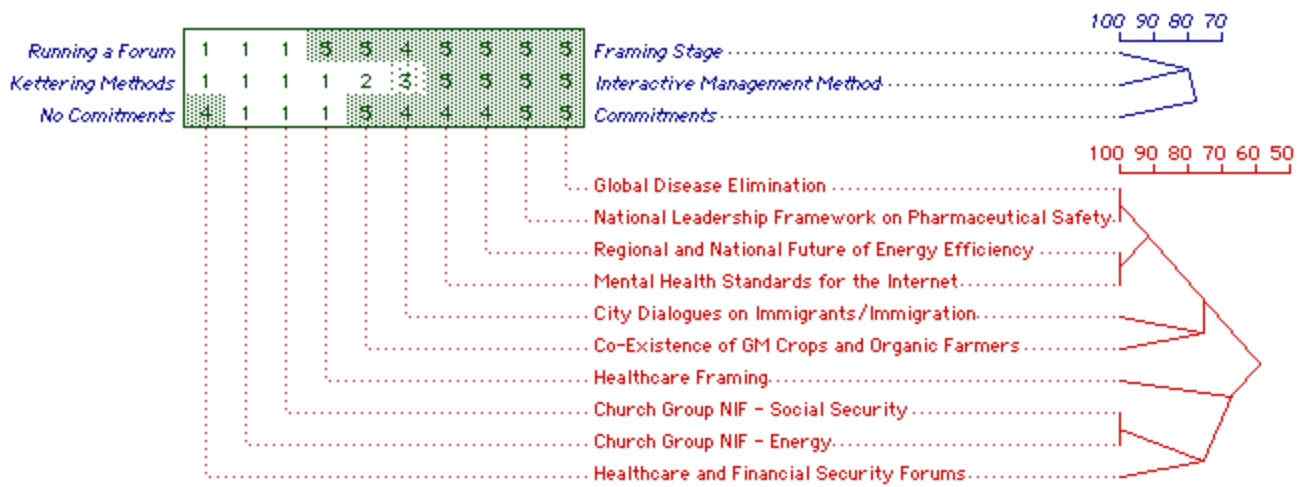 100 90 80 70
Running a Forum 1 1 1 5 5 4 5 5 5 5 Framing Stage
Kettering Methods 1 1 1 1 2 3 5 5 5 5 Interactive Management Method
No Comitments 4 1 1 1 5 4 4 4 5 5 Commitments
100 90 80 70 60 50
Global Disease Elimination
National Leadership Framework on Pharmaceutical Safety
Regional and National Future of Energy Efficiency
Mental Health Standards for the Internet
City Dialogues on Immigrants/Immigration
Co-Existence of GM Crops and Organic Farmers
Healthcare Framing
Church Group NIF - Social Security
Church Group NIF - Energy
Healthcare and Financial Security Forums